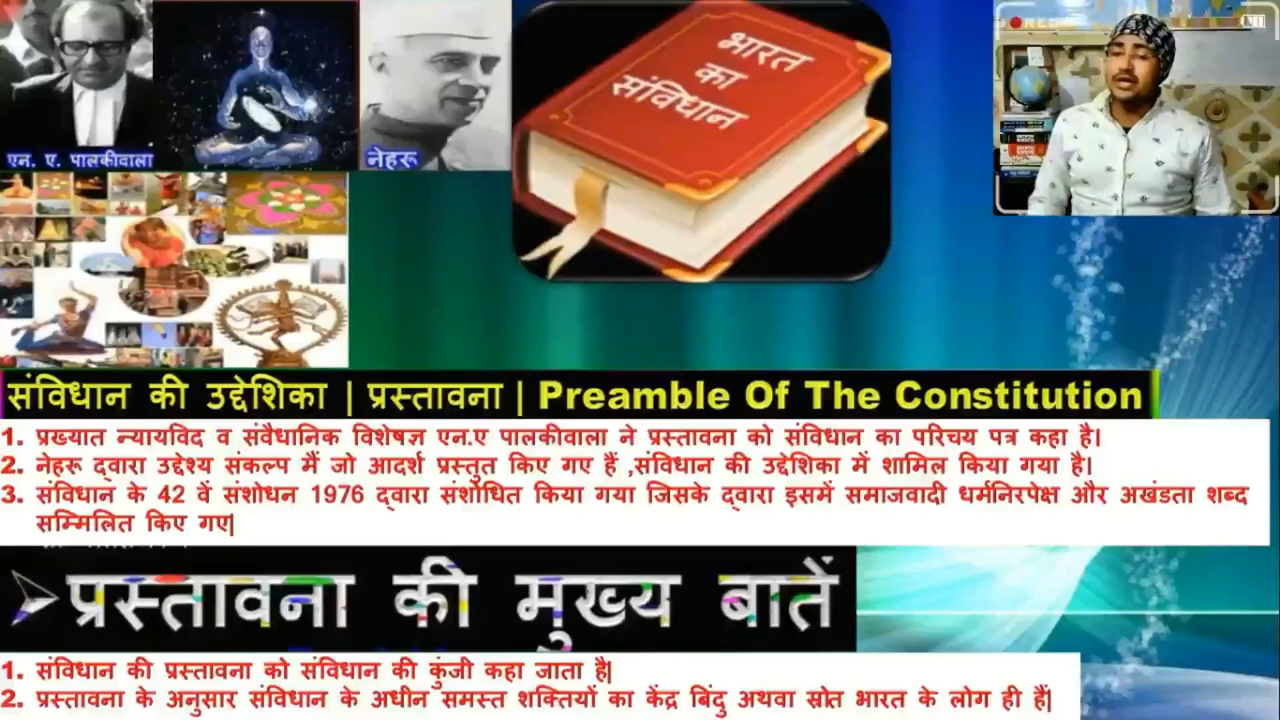 एन. ए. पालकीवाला
नेहरू
भारत
का
संविधान
REC
संविधान की उद्देशिका | प्रस्तावना | Preamble Of The Constitution
1. प्रख्यात न्यायविद व संवैधानिक विशेषज्ञ एन.ए पालकीवाला ने प्रस्तावना को संविधान का परिचय पत्र कहा है।
2. नेहरू द्वारा उद्देश्य संकल्प मैं जो आदर्श प्रस्तुत किए गए हैं ,संविधान की उद्देशिका में शामिल किया गया है।
3. संविधान के 42 वें संशोधन 1976 द्वारा संशोधित किया गया जिसके द्वारा इसमें समाजवादी धर्मनिरपेक्ष और अखंडता शब्द
सम्मिलित किए गए|
➢प्रस्तावना की मुख्य बातें
1. संविधान की प्रस्तावना को संविधान की कुंजी कहा जाता है|
2. प्रस्तावना के अनुसार संविधान के अधीन समस्त शक्तियों का केंद्र बिंदु अथवा स्रोत भारत के लोग ही हैं|